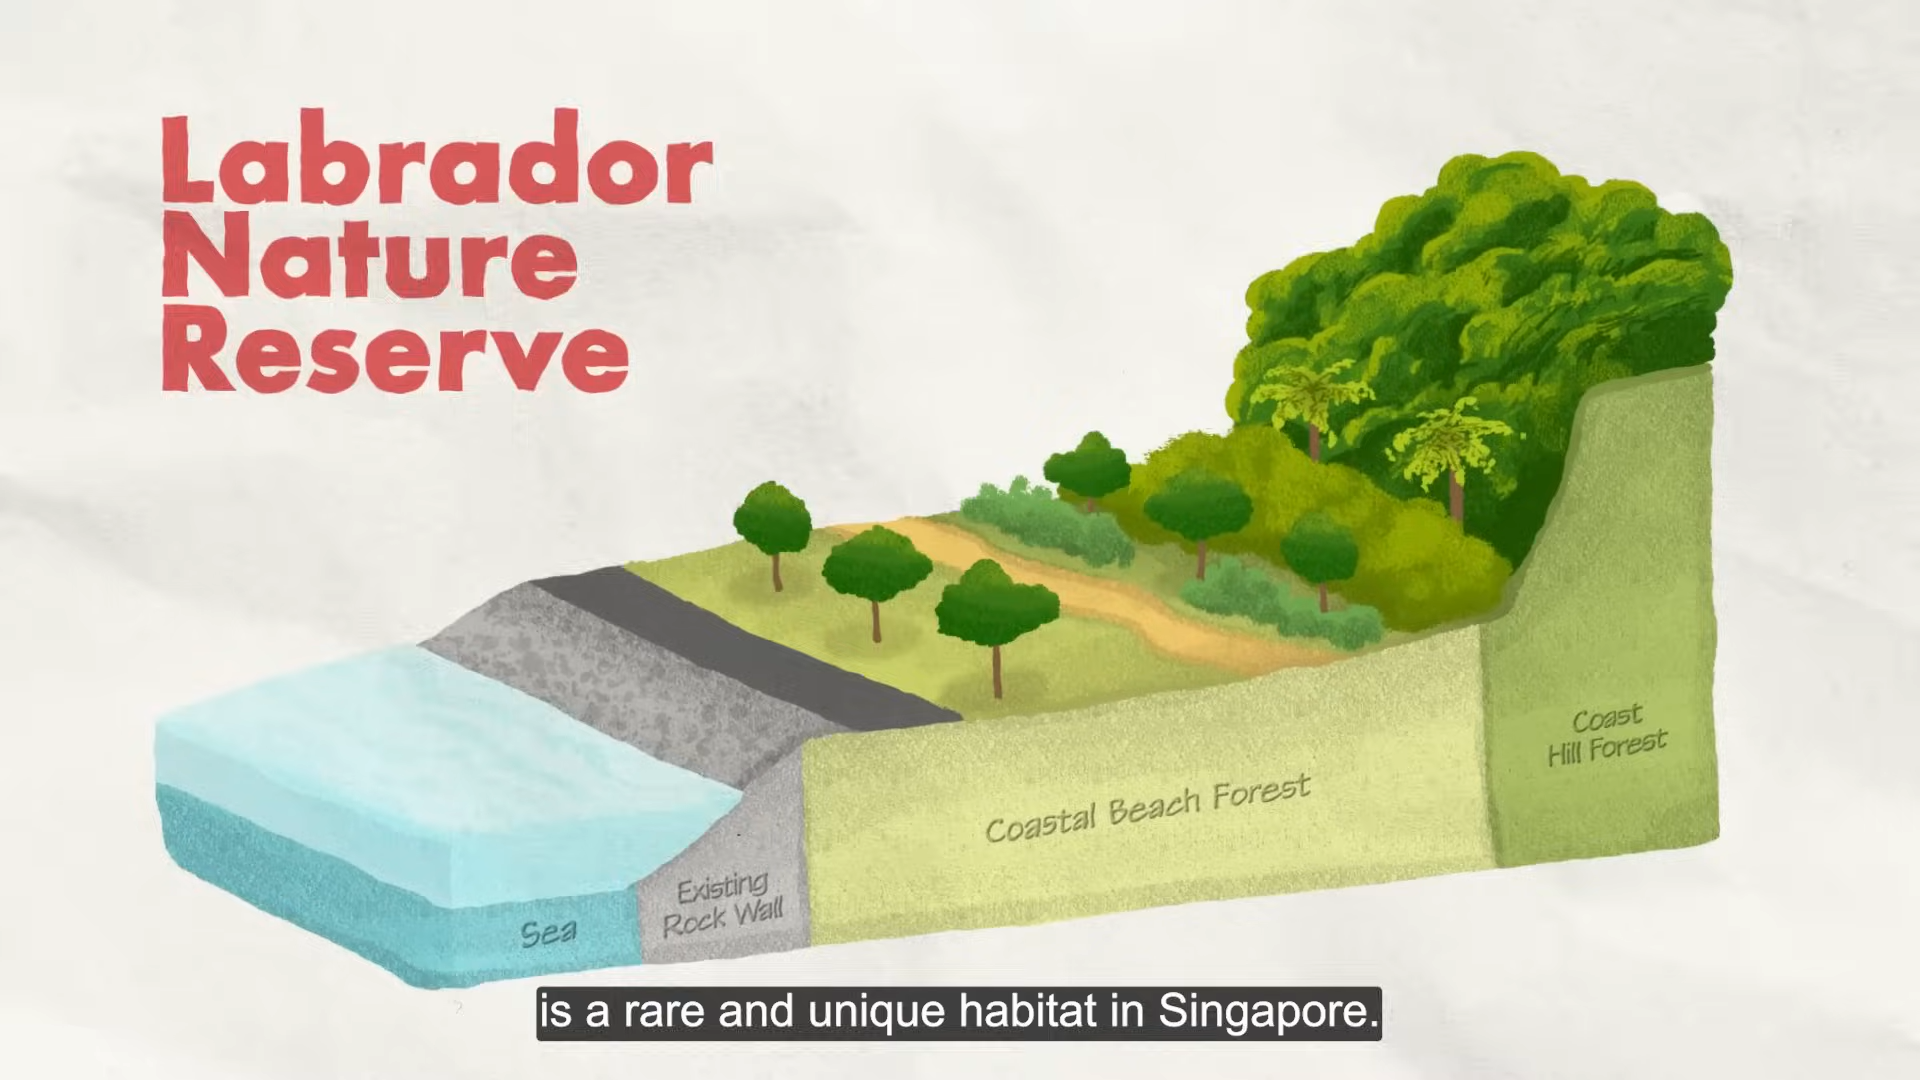 Labrador
Nature
Reserve
Coast
Hill Forest
Coastal Beach Forest
Existing
Rock Wall
Sea
is a rare and unique habitat in Singapore.